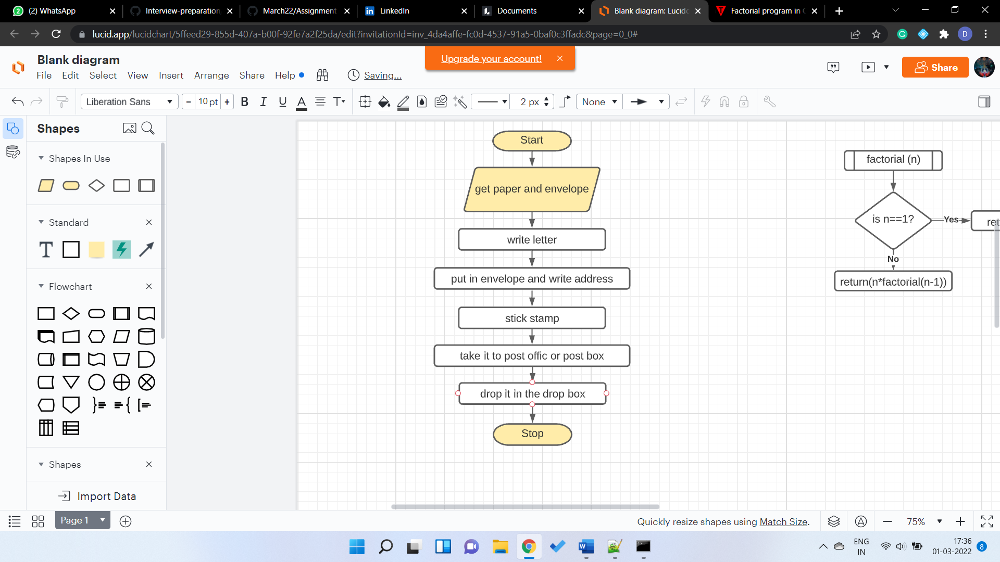 (2) WhatsApp
Interview-preparation
March22/Assignment
LinkedIn
Documents
Blank diagram: Lucidc
Factorial program in C
lucid.app/lucidchart/5ffeed29-855d-407a-b00f-92fe7a2f25da/edit?invitationId=inv_4da4affe-fc0d-4537-91a5-0baf0c3ffadc&page=0_0#
D
Blank diagram
Upgrade your account!
File Edit Select View Insert Arrange Share Help
Saving...
Share
Liberation Sans
10 pt
2 px
None
Shapes
Shapes In Use
Standard
Flowchart
Shapes
Import Data
Start
get paper and envelope
write letter
put in envelope and write address
stick stamp
take it to post offic or post box
drop it in the drop box
Stop
factorial (n)
is n==1?
Yes
ret
No
return(n*factorial(n-1))
Page 1
Quickly resize shapes using Match Size.
75%
ENG
IN
17:36
01-03-2022
8